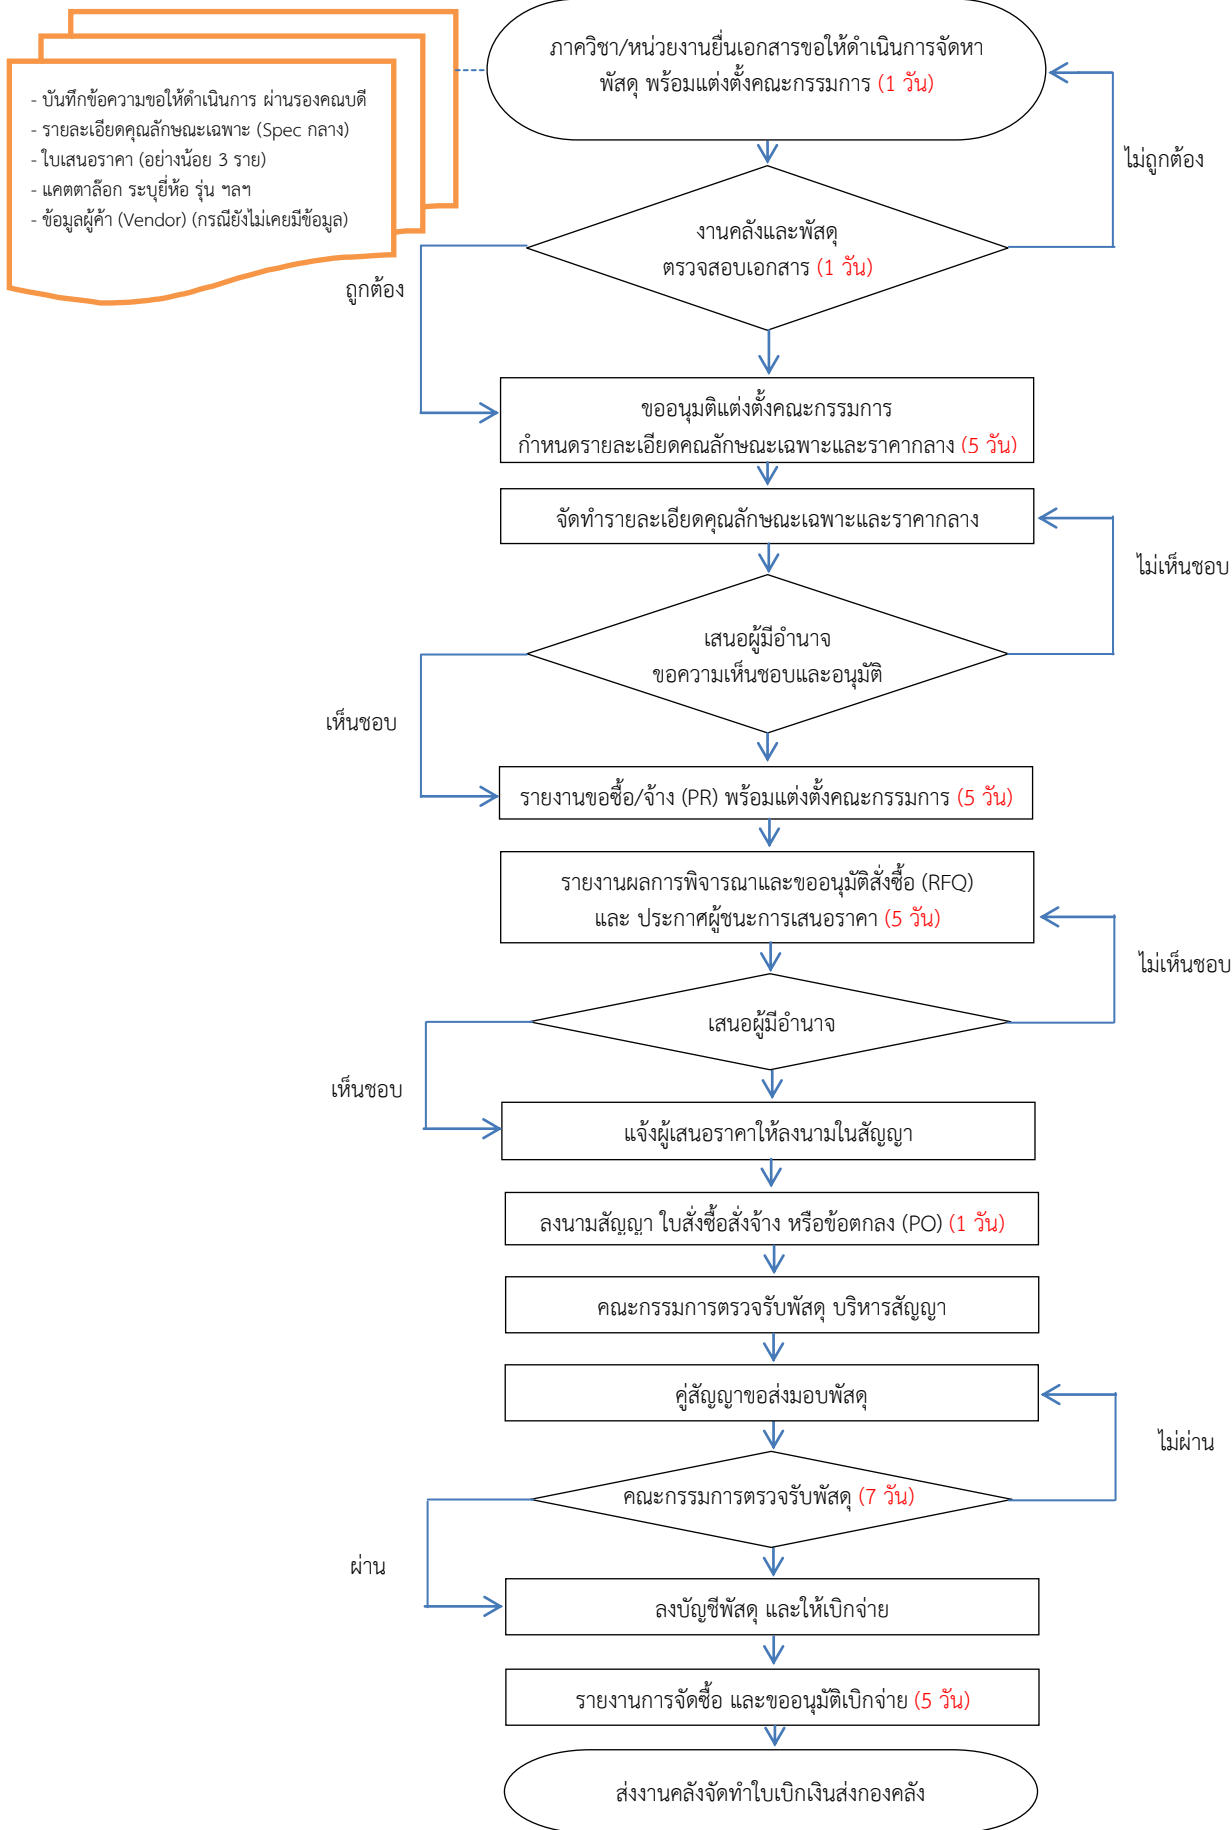 ภาควิชา/หน่วยงานยื่นเอกสารขอให้ดำเนินการจัดหา
พัสดุ พร้อมแต่งตั้งคณะกรรมการ (1 วัน)
- บันทึกข้อความขอให้ดำเนินการ ผ่านรองคณบดี
- รายละเอียดคุณลักษณะเฉพาะ (Spec กลาง)
- ใบเสนอราคา (อย่างน้อย 3 ราย)
- แคตตาล๊อก ระบุยี่ห้อ รุ่น ฯลฯ
- ข้อมูลผู้ค้า (Vendor) (กรณียังไม่เคยมีข้อมูล)
ไม่ถูกต้อง
งานคลังและพัสดุ
ตรวจสอบเอกสาร (1 วัน)
ถูกต้อง
ขออนุมติแต่งตั้งคณะกรรมการ
กำหนดรายละเอียดคณลักษณะเฉพาะและราคากลาง (5 วัน)
จัดทำรายละเอียดคุณลักษณะเฉพาะและราคากลาง
ไม่เห็นชอบ
เสนอผู้มีอำนาจ
ขอความเห็นชอบและอนุมัติ
เห็นชอบ
รายงานขอซื้อ/จ้าง (PR) พร้อมแต่งตั้งคณะกรรมการ (5 วัน)
รายงานผลการพิจารณาและขออนุมัติสั่งซื้อ (RFQ)
และ ประกาศผู้ชนะการเสนอราคา (5 วัน)
ไม่เห็นชอบ
เสนอผู้มีอำนาจ
เห็นชอบ
แจ้งผู้เสนอราคาให้ลงนามในสัญญา
ลงนามสัญญา ใบสั่งซื้อสั่งจ้าง หรือข้อตกลง (PO) (1 วัน)
คณะกรรมการตรวจรับพัสดุ บริหารสัญญา
คู่สัญญาขอส่งมอบพัสดุ
ไม่ผ่าน
คณะกรรมการตรวจรับพัสดุ (7 วัน)
ผ่าน
ลงบัญชีพัสดุ และให้เบิกจ่าย
รายงานการจัดซื้อ และขออนุมัติเบิกจ่าย (5 วัน)
ส่งงานคลังจัดทำใบเบิกเงินส่งกองคลัง